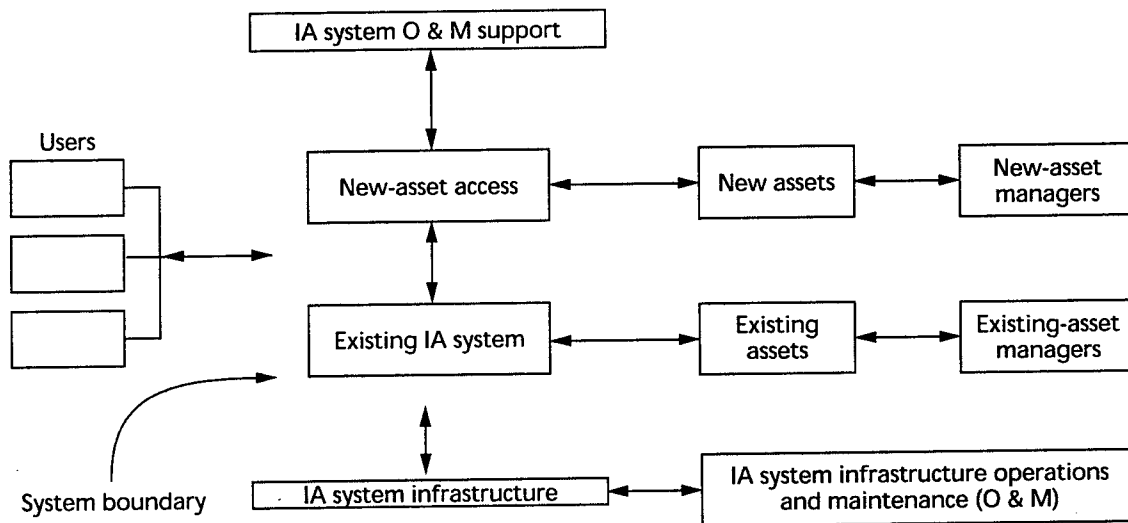 IA system O & M support
Users
New-asset access
New assets
New-asset
managers
Existing IA system
Existing
assets
Existing-asset
managers
System boundary
IA system infrastructure
IA system infrastructure operations
and maintenance (O & M)